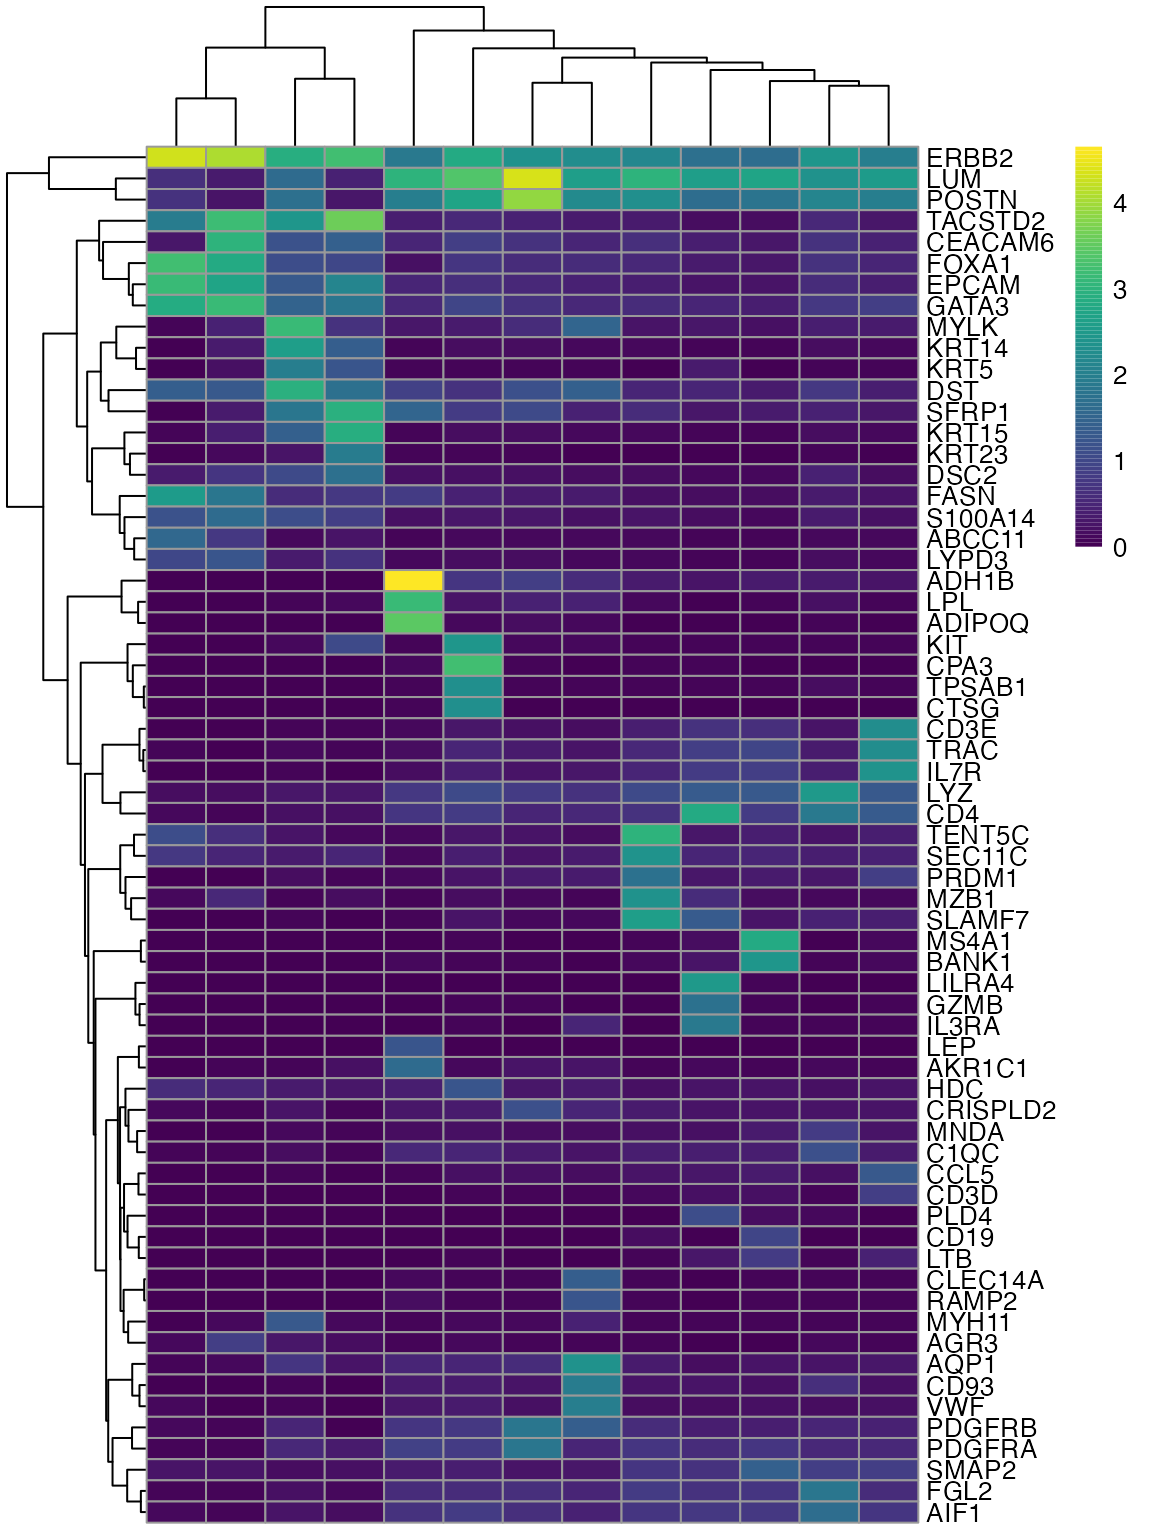 ERBB2
LUM
POSTN
TACSTD2
CEACAM6
FOXA1
EPCAM
GATA3
MYLK
KRT14
KRT5
DST
SFRP1
KRT15
KRT23
DSC2
FASN
S100A14
ABCC11
LYPD3
ADH1B
LPL
ADIPOQ
KIT
CPA3
TPSAB1
CTSG
CD3E
TRAC
IL7R
LYZ
CD4
TENT5C
SEC11C
PRDM1
MZB1
SLAMF7
MS4A1
BANK1
LILRA4
GZMB
IL3RA
LEP
AKR1C1
HDC
CRISPLD2
MNDA
C1QC
CCL5
CD3D
PLD4
CD19
LTB
CLEC14A
RAMP2
MYH11
AGR3
AQP1
CD93
VWF
PDGFRB
PDGFRA
SMAP2
FGL2
AIF1
4
3
2
1
0